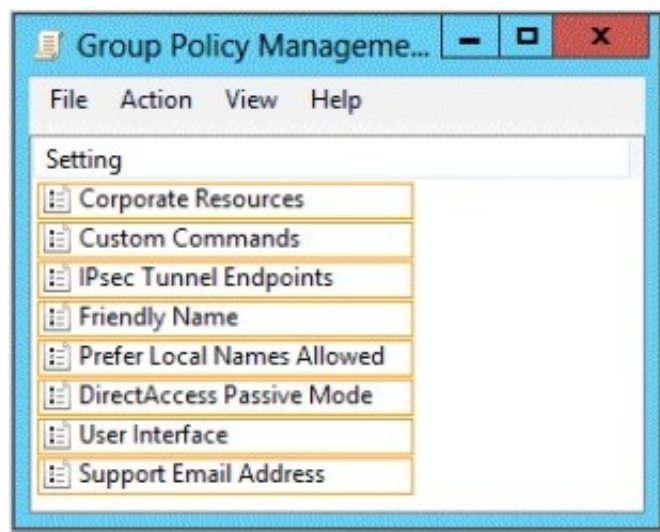 Group Policy Manageme...
File Action View Help
Setting
Corporate Resources
Custom Commands
IPsec Tunnel Endpoints
Friendly Name
Prefer Local Names Allowed
DirectAccess Passive Mode
User Interface
Support Email Address